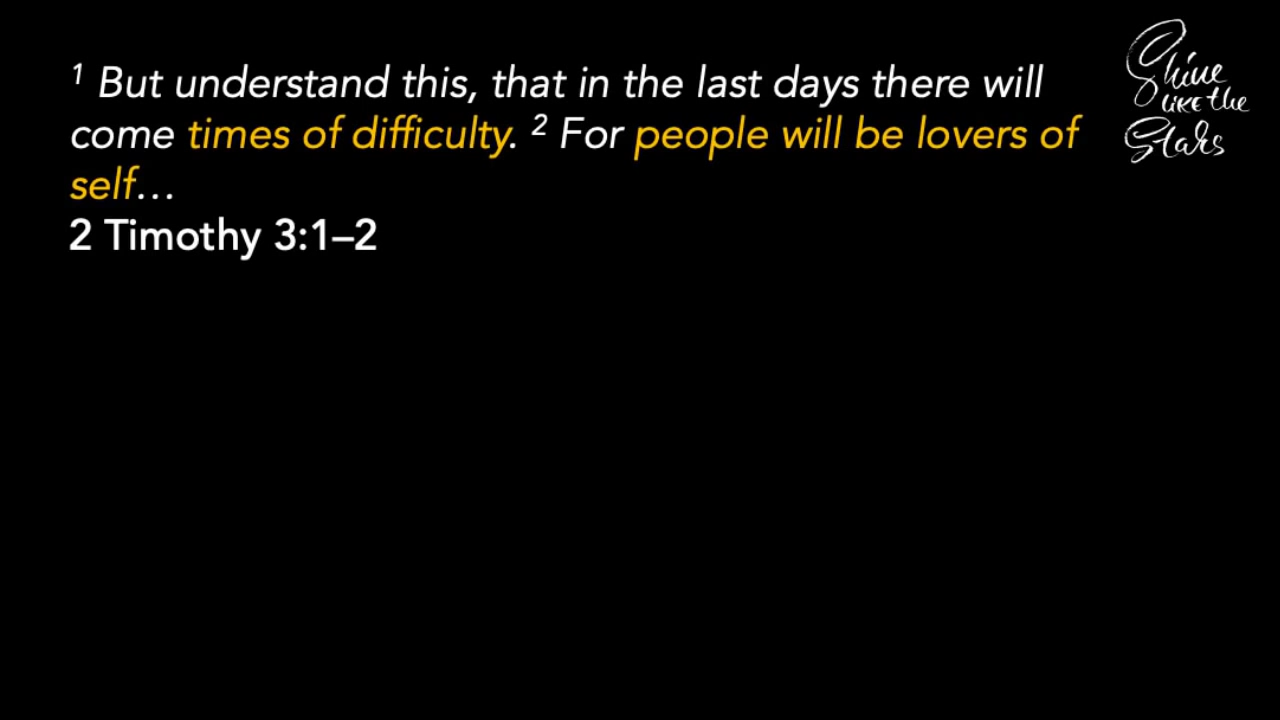 ¹ But understand this, that in the last days there will
come times of difficulty. ² For people will be lovers of
self…
2 Timothy 3:1–2
Shine
LIKE the
Stars